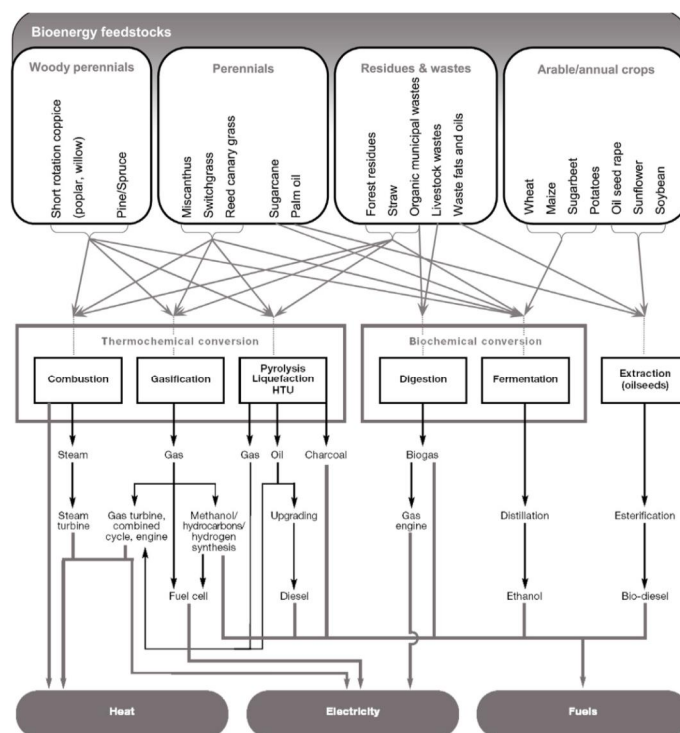 Bioenergy feedstocks
Woody perennials
Perennials
Residues & wastes
Arable/annual crops
Short rotation coppice
(poplar, willow)
Pine/Spruce
Miscanthus
Switchgrass
Reed canary grass
Sugarcane
Palm oil
Forest residues
Straw
Organic municipal wastes
Livestock wastes
Waste fats and oils
Wheat
Maize
Sugarbeet
Potatoes
Oil seed rape
Sunflower
Soybean
Thermochemical conversion
Biochemical conversion
Combustion
Gasification
Pyrolysis
Liquefaction
HTU
Digestion
Fermentation
Extraction
(oilseeds)
Steam
Gas
Gas
Oil
Charcoal
Biogas
Steam
turbine
Gas turbine,
combined
cycle, engine
Methanol/
hydrocarbons/
hydrogen
synthesis
Upgrading
Gas
engine
Distillation
Esterification
Fuel cell
Diesel
Ethanol
Bio-diesel
Heat
Electricity
Fuels